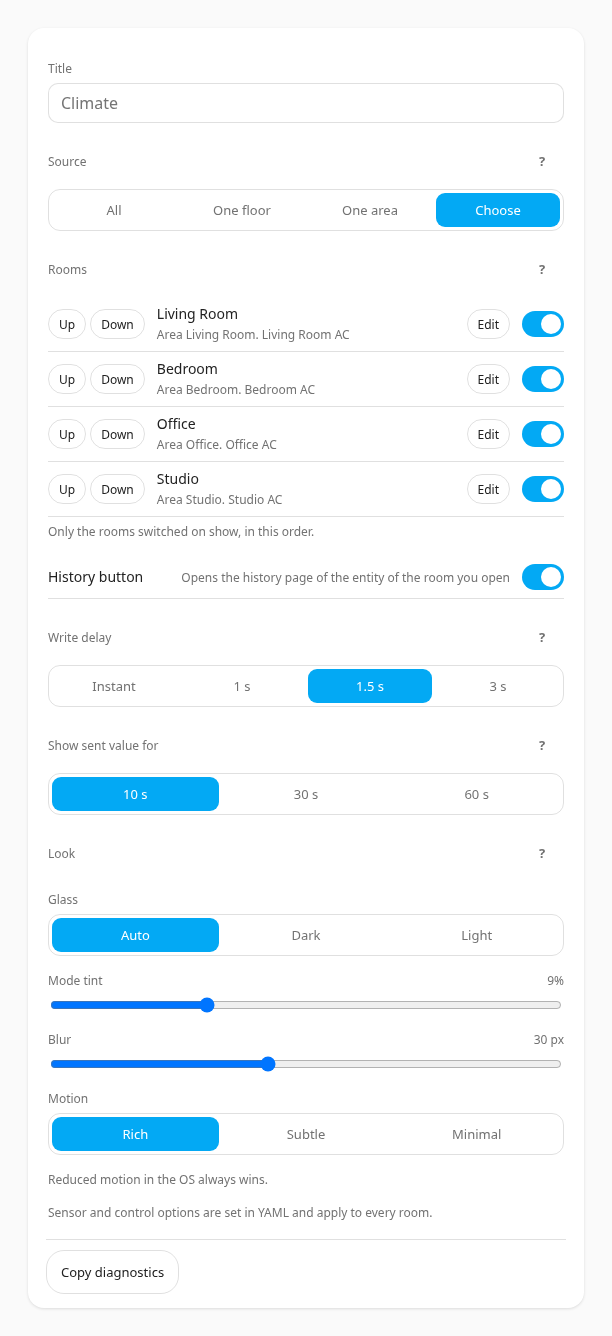 Title
Climate
Source ?
All One floor One area Choose
Rooms ?
Up Down Living Room Edit
Area Living Room. Living Room AC
Up Down Bedroom Edit
Area Bedroom. Bedroom AC
Up Down Office Edit
Area Office. Office AC
Up Down Studio Edit
Area Studio. Studio AC
Only the rooms switched on show, in this order.
History button Opens the history page of the entity of the room you open
Write delay ?
Instant 1 s 1.5 s 3 s
Show sent value for ?
10 s 30 s 60 s
Look ?
Glass
Auto Dark Light
Mode tint 9%
Blur 30 px
Motion
Rich Subtle Minimal
Reduced motion in the OS always wins.
Sensor and control options are set in YAML and apply to every room.
Copy diagnostics